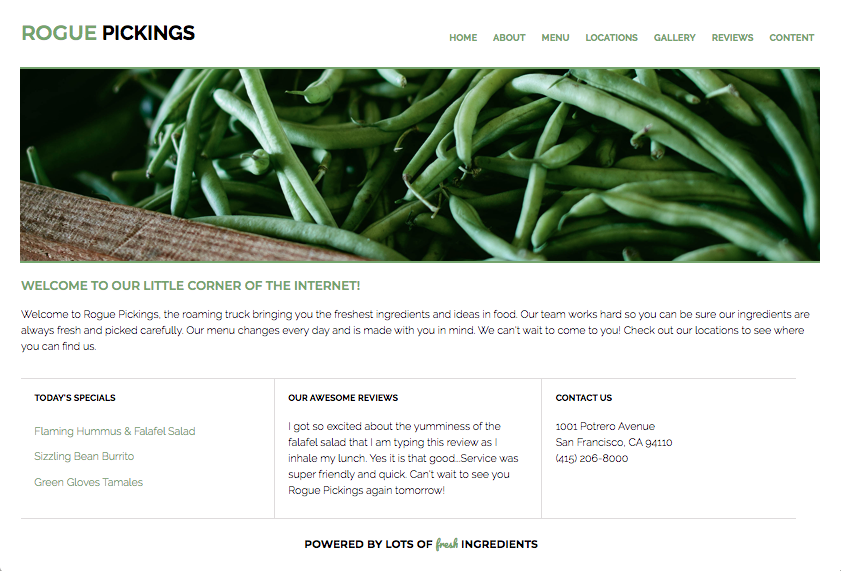 ROGUE PICKINGS
HOME ABOUT MENU LOCATIONS GALLERY REVIEWS CONTENT
WELCOME TO OUR LITTLE CORNER OF THE INTERNET!
Welcome to Rogue Pickings, the roaming truck bringing you the freshest ingredients and ideas in food. Our team works hard so you can be sure our ingredients are
always fresh and picked carefully. Our menu changes every day and is made with you in mind. We can't wait to come to you! Check out our locations to see where
you can find us.
TODAY'S SPECIALS
Flaming Hummus & Falafel Salad
Sizzling Bean Burrito
Green Gloves Tamales
OUR AWESOME REVIEWS
I got so excited about the yumminess of the
falafel salad that I am typing this review as I
inhale my lunch. Yes it is that good...Service was
super friendly and quick. Can't wait to see you
Rogue Pickings again tomorrow!
CONTACT US
1001 Potrero Avenue
San Francisco, CA 94110
(415) 206-8000
POWERED BY LOTS OF fresh INGREDIENTS